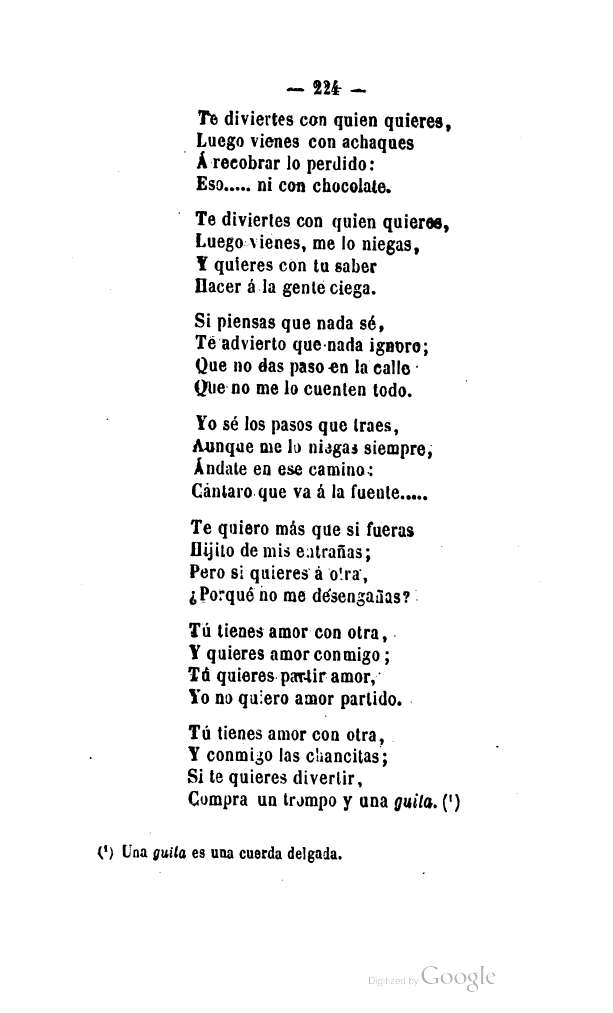 — 224 —
Te diviertes con quien quieres,
Luego vienes con achaques
Á recobrar lo perdido:
Eso..... ni con chocolate.
Te diviertes con quien quieres,
Luego vienes, me lo niegas,
Y quieres con tu saber
Hacer á la gente ciega.
Si piensas que nada sé,
Te advierto que nada ignoro;
Que no das paso en la calle
Que no me lo cuenten todo.
Yo sé los pasos que traes,
Aunque me lo niegas siempre,
Ándate en ese camino:
Cántaro que va á la fuente.....
Te quiero más que si fueras
Hijito de mis entrañas;
Pero si quieres á otra,
¿Porqué no me desengañas?
Tú tienes amor con otra,
Y quieres amor conmigo;
Tú quieres partir amor,
Yo no quiero amor partido.
Tú tienes amor con otra,
Y conmigo las chancitas;
Si te quieres divertir,
Compra un trompo y una guita. (¹)
(¹) Una guita es una cuerda delgada.
Digitized by Google